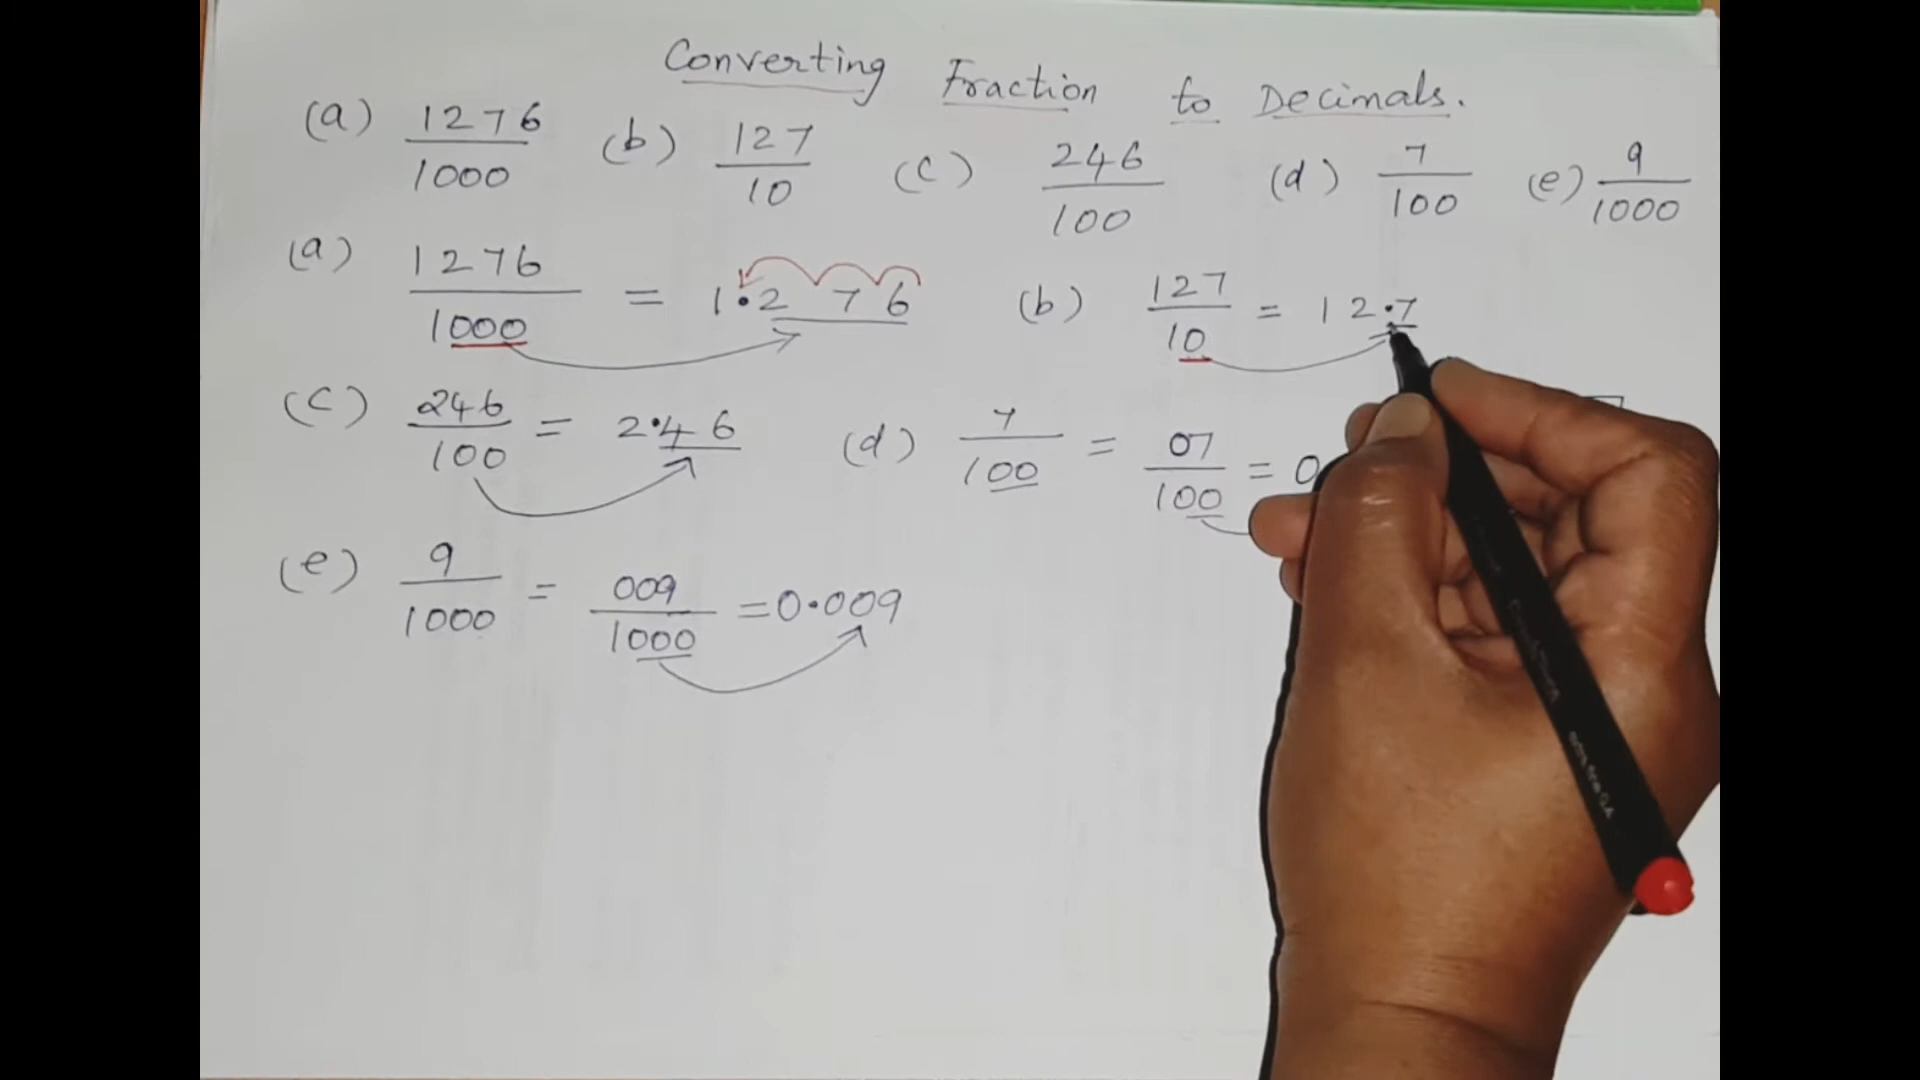 Converting Fraction to Decimals.
(a) 1276/1000 (b) 127/10 (c) 246/100 (d) 7/100 (e) 9/1000
(a) 1276/1000 = 1.276 (b) 127/10 = 12.7
(c) 246/100 = 2.46 (d) 7/100 = 07/100 = 0
(e) 9/1000 = 009/1000 = 0.009